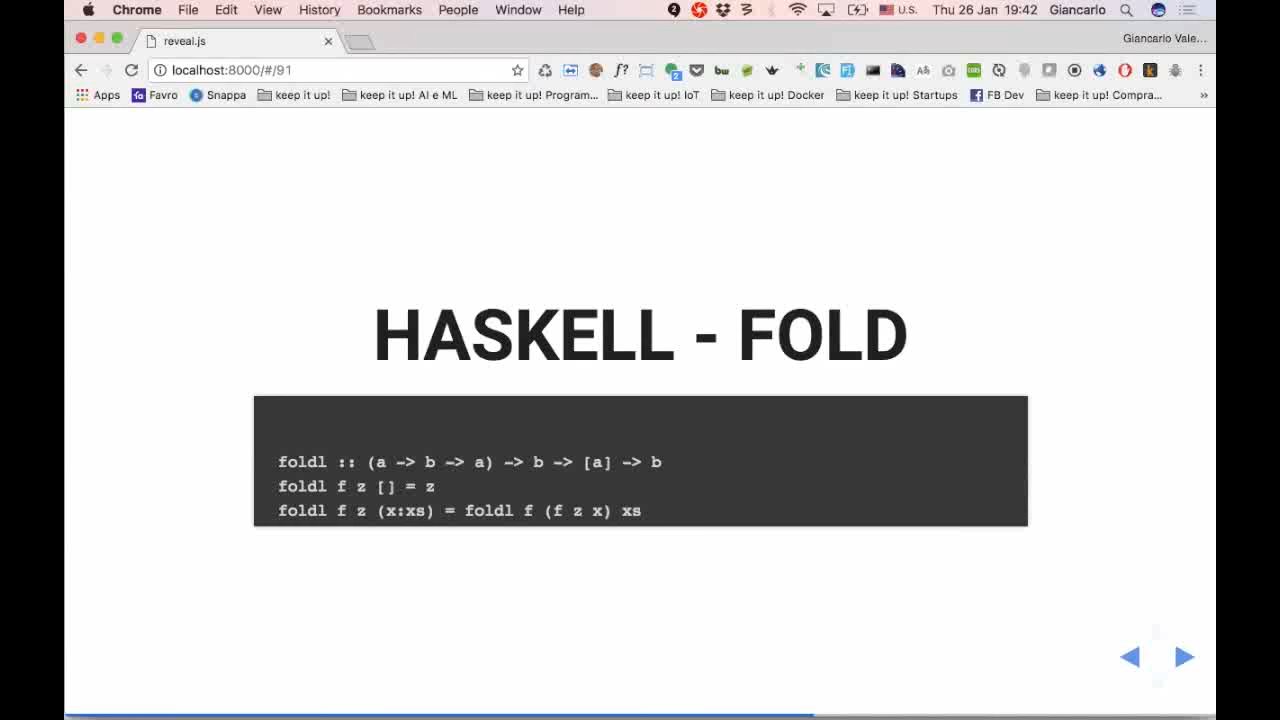 Chrome File Edit View History Bookmarks People Window Help U.S. Thu 26 Jan 19:42 Giancarlo
reveal.js Giancarlo Vale...
localhost:8000/#/91 f? 2 bw
Apps Favro Snappa keep it up! keep it up! AI e ML keep it up! Program... keep it up! IoT keep it up! Docker keep it up! Startups FB Dev keep it up! Compra... »
HASKELL - FOLD
foldl :: (a -> b -> a) -> b -> [a] -> b
foldl f z [] = z
foldl f z (x:xs) = foldl f (f z x) xs